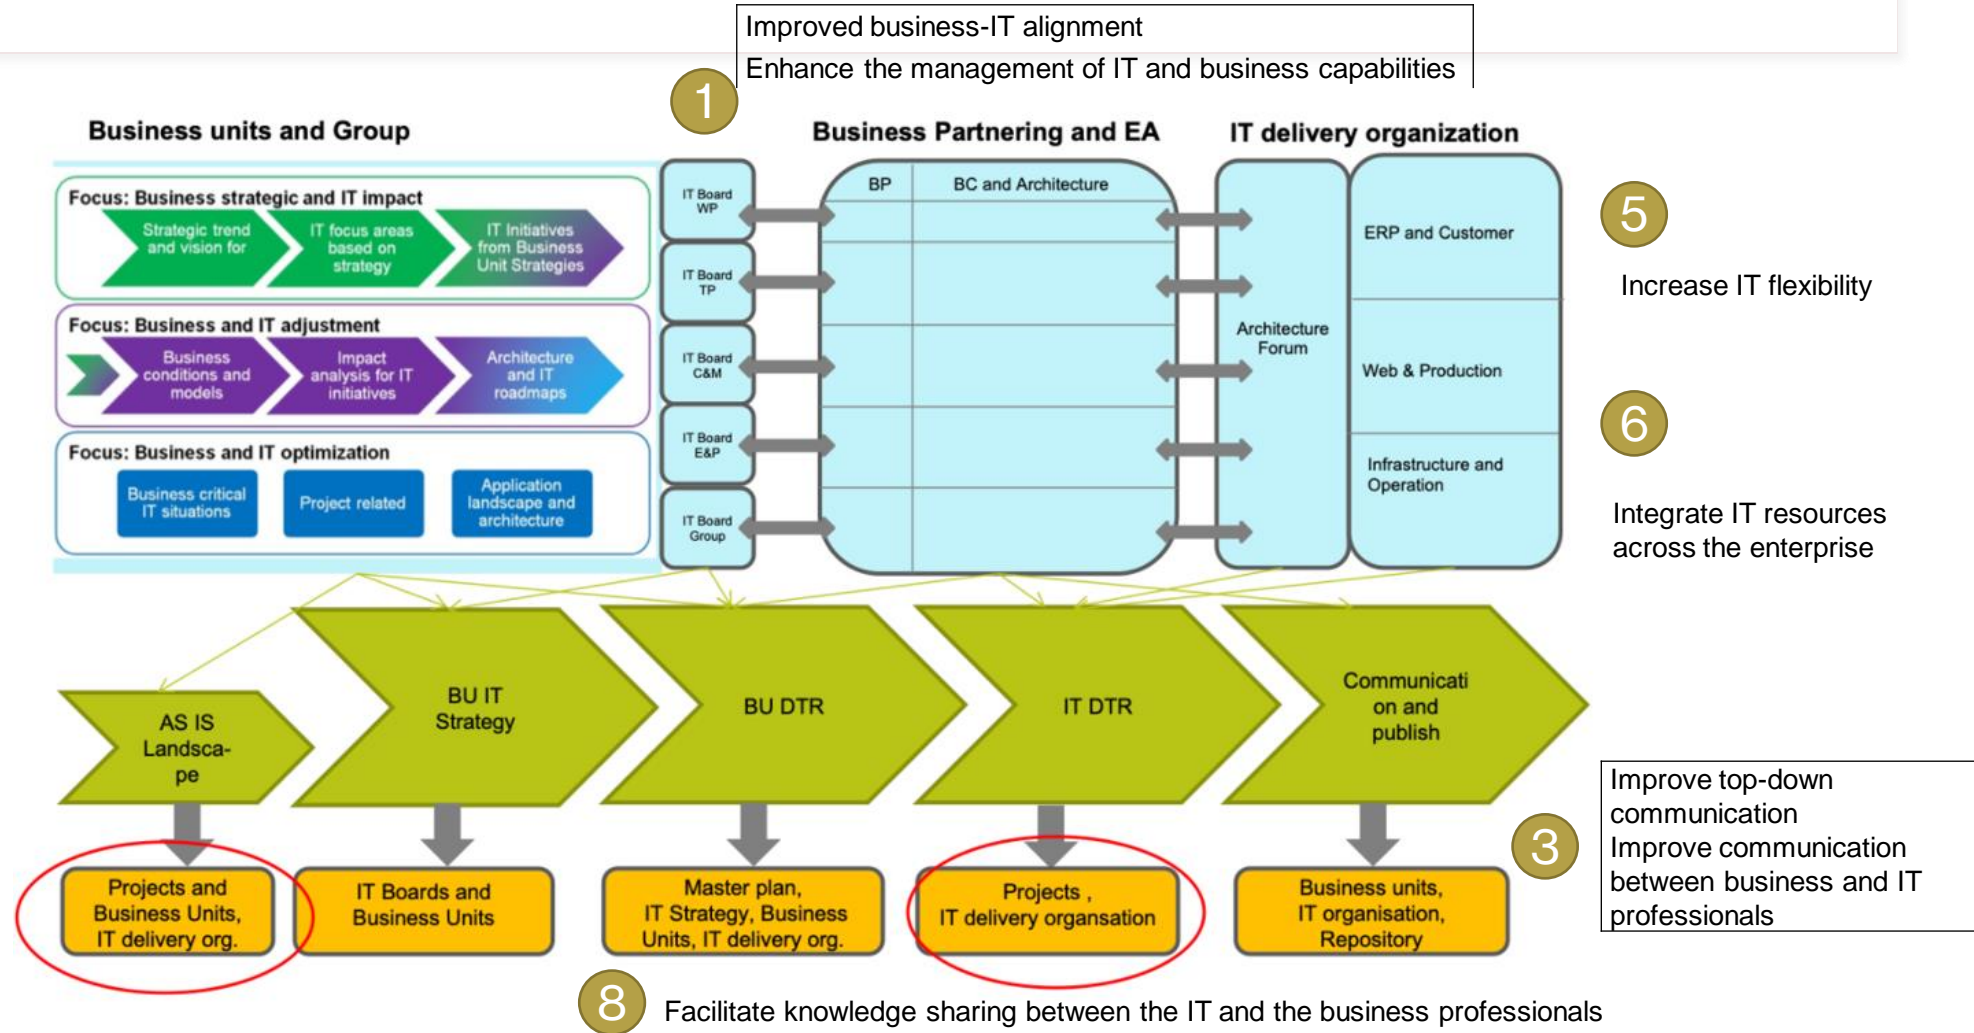 Improved business-IT alignment
Enhance the management of IT and business capabilities
1
Business units and Group
Business Partnering and EA
IT delivery organization
Focus: Business strategic and IT impact
Strategic trend
and vision for
IT focus areas
based on
strategy
IT Initiatives
from Business
Unit Strategies
Focus: Business and IT adjustment
Business
conditions and
models
Impact
analysis for IT
initiatives
Architecture
and IT
roadmaps
Focus: Business and IT optimization
Business critical
IT situations
Project related
Application
landscape and
architecture
IT Board
WP
IT Board
TP
IT Board
C&M
IT Board
E&P
IT Board
Group
BP
BC and Architecture
Architecture
Forum
ERP and Customer
Web & Production
Infrastructure and
Operation
5
Increase IT flexibility
6
Integrate IT resources
across the enterprise
AS IS
Landsca-
pe
BU IT
Strategy
BU DTR
IT DTR
Communicati
on and
publish
Projects and
Business Units,
IT delivery org.
IT Boards and
Business Units
Master plan,
IT Strategy, Business
Units, IT delivery org.
Projects ,
IT delivery organsation
Business units,
IT organisation,
Repository
3
Improve top-down
communication
Improve communication
between business and IT
professionals
8
Facilitate knowledge sharing between the IT and the business professionals